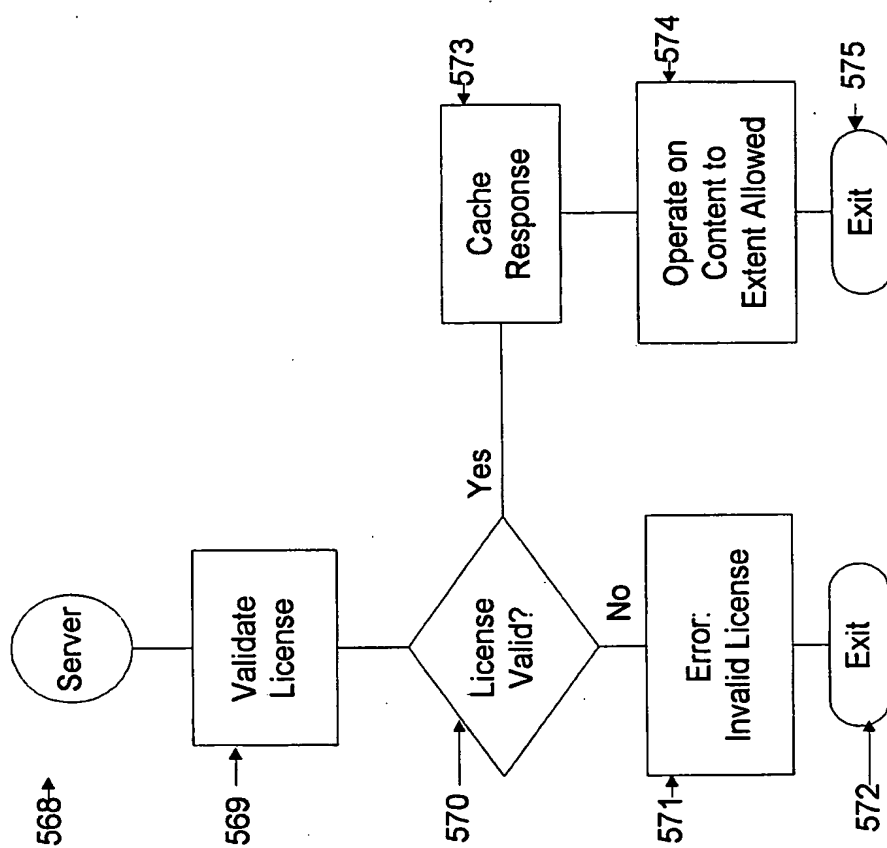 568
Server
569
Validate
License
570
License
Valid?
Yes
No
573
Cache
Response
574
Operate on
Content to
Extent Allowed
575
Exit
571
Error:
Invalid License
572
Exit